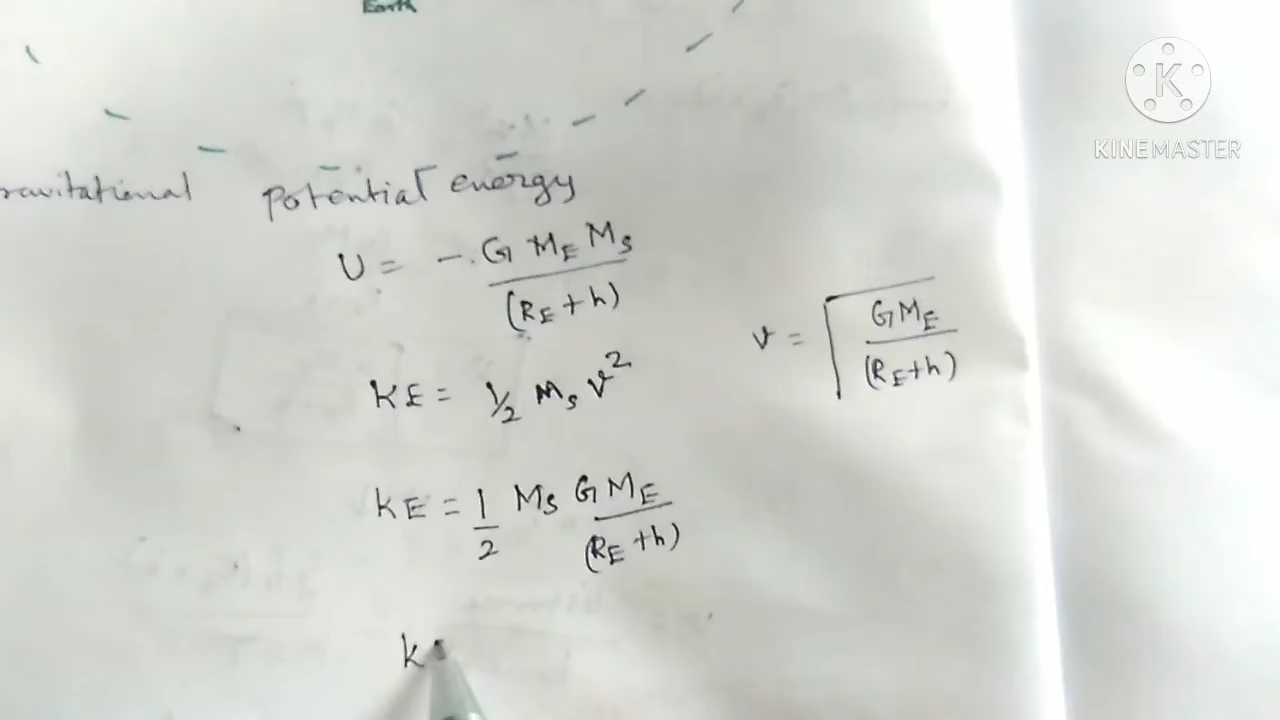 Earth
ravitational potential energy
U = - G M_E M_S / (R_E + h)
v = √(G M_E / (R_E + h))
KE = 1/2 M_s v²
KE = 1/2 M_S G M_E / (R_E + h)
K
K
KINEMASTER